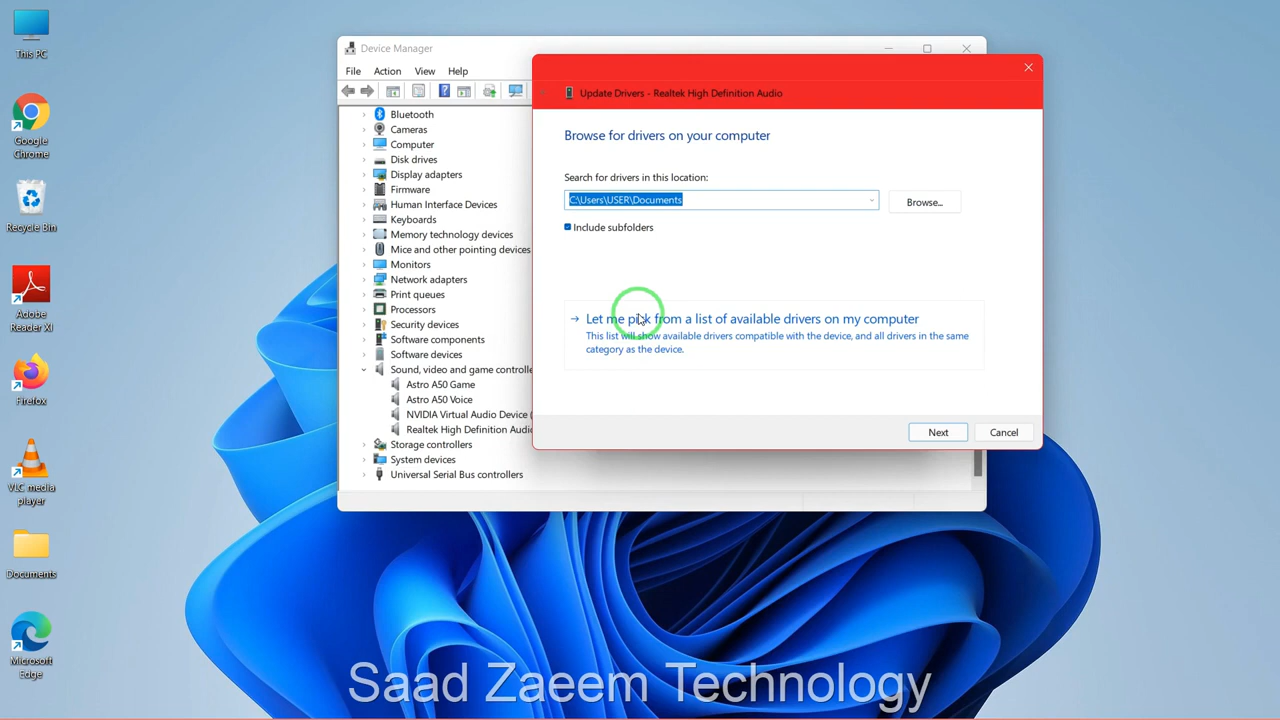 This PC
Google
Chrome
Recycle Bin
Adobe
Reader XI
Firefox
VLC media
player
Documents
Microsoft
Edge
Device Manager
File Action View Help
Bluetooth
Cameras
Computer
Disk drives
Display adapters
Firmware
Human Interface Devices
Keyboards
Memory technology devices
Mice and other pointing devices
Monitors
Network adapters
Print queues
Processors
Security devices
Software components
Software devices
Sound, video and game controlle
Astro A50 Game
Astro A50 Voice
NVIDIA Virtual Audio Device (
Realtek High Definition Audio
Storage controllers
System devices
Universal Serial Bus controllers
Update Drivers - Realtek High Definition Audio
Browse for drivers on your computer
Search for drivers in this location:
C:\Users\USER\Documents
Browse...
Include subfolders
Let me pick from a list of available drivers on my computer
This list will show available drivers compatible with the device, and all drivers in the same
category as the device.
Next Cancel
Saad Zaeem Technology